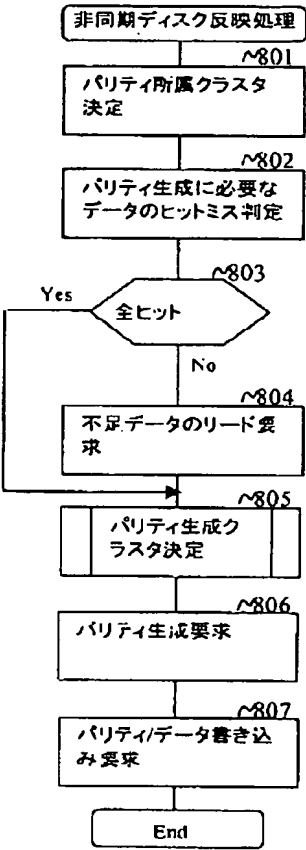 非同期ディスク反映処理
~801
パリティ所属クラスタ
決定
~802
パリティ生成に必要な
データのヒットミス判定
~803
Yes
全ヒット
No
~804
不足データのリード要
求
~805
パリティ生成ク
ラスタ決定
~806
パリティ生成要求
~807
パリティ/データ書き込
み要求
End